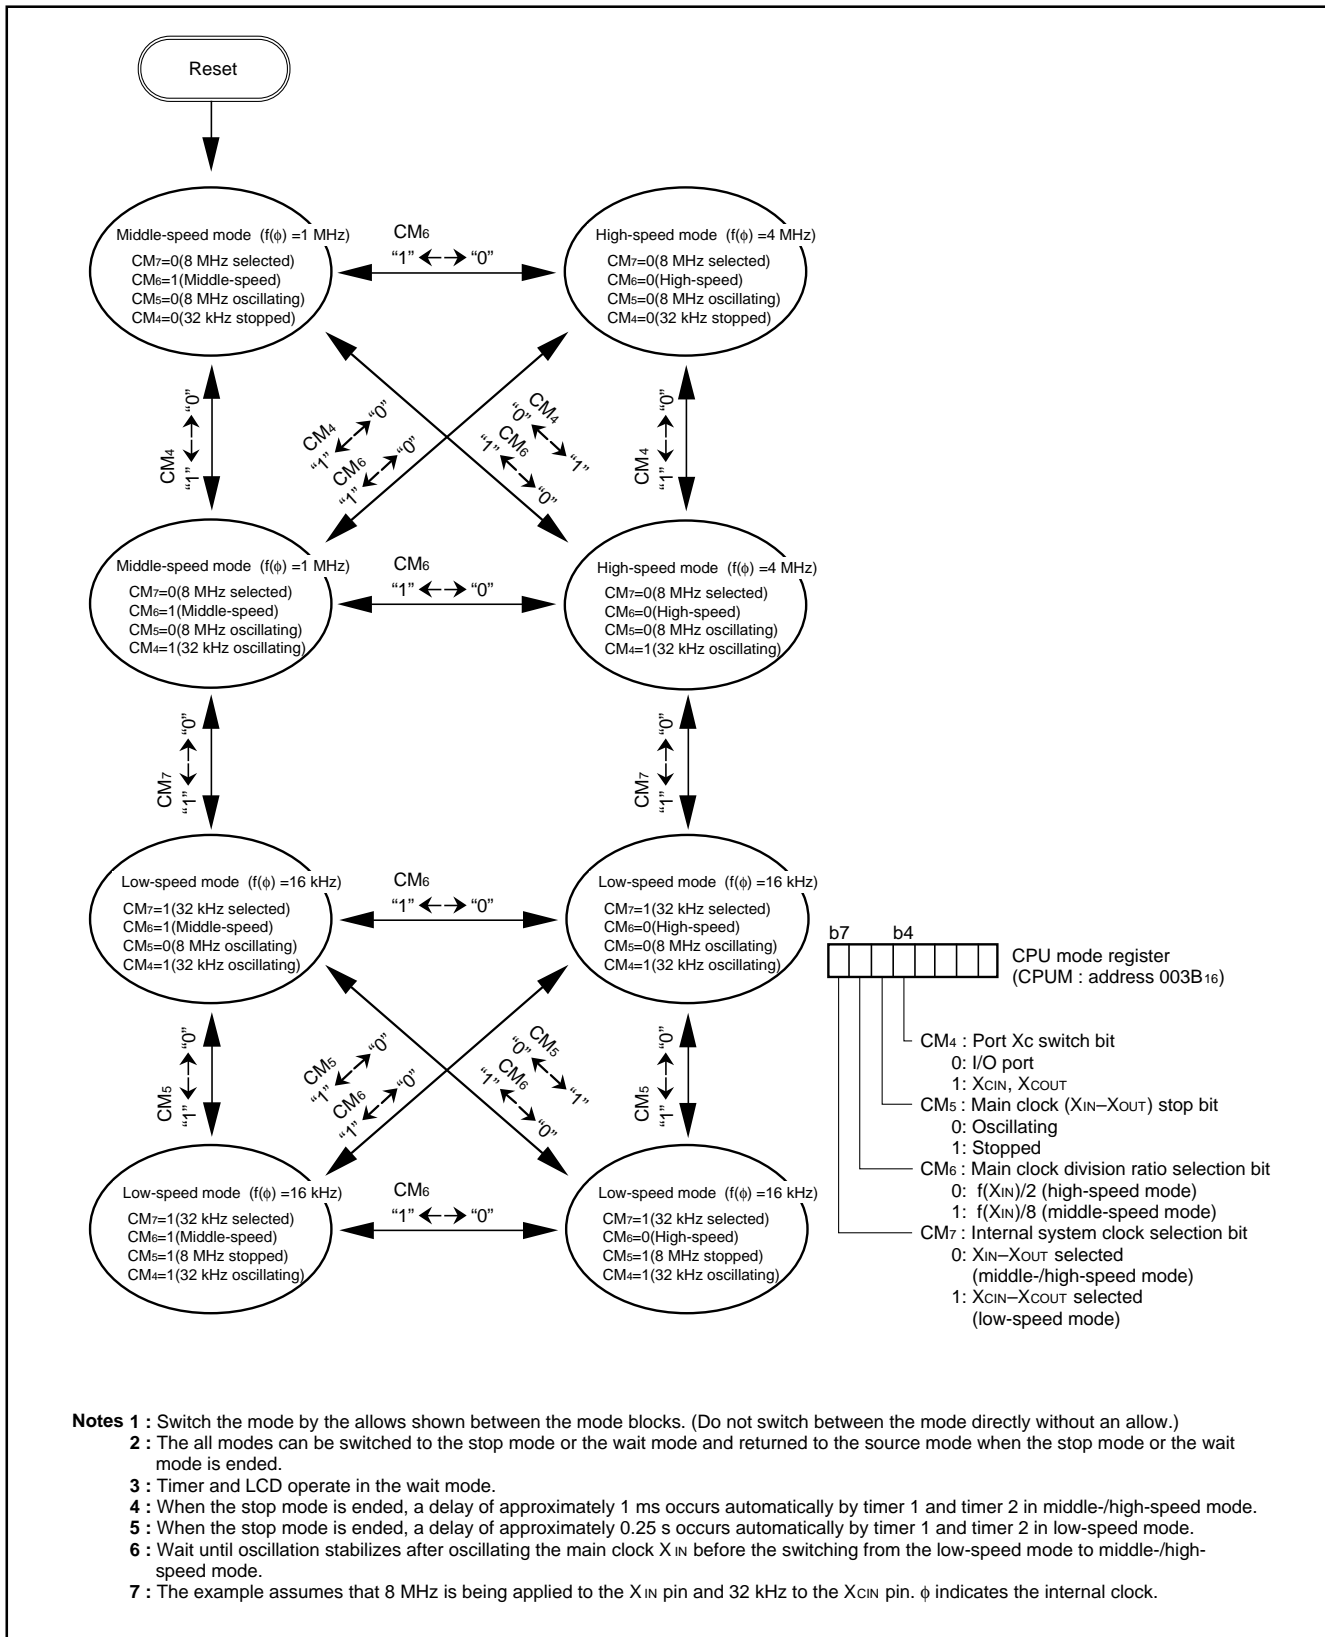 Reset
Middle-speed mode (f(ϕ) =1 MHz)
CM7=0(8 MHz selected)
CM6=1(Middle-speed)
CM5=0(8 MHz oscillating)
CM4=0(32 kHz stopped)
CM6
“1” ←→ “0”
High-speed mode (f(ϕ) =4 MHz)
CM7=0(8 MHz selected)
CM6=0(High-speed)
CM5=0(8 MHz oscillating)
CM4=0(32 kHz stopped)
CM4
“1” ←→ “0”
CM4
“1” ←→ “0”
CM6
“1” ←→ “0”
CM4
“0” ←→ “1”
CM6
“1” ←→ “0”
CM4
“1” ←→ “0”
Middle-speed mode (f(ϕ) =1 MHz)
CM7=0(8 MHz selected)
CM6=1(Middle-speed)
CM5=0(8 MHz oscillating)
CM4=1(32 kHz oscillating)
CM6
“1” ←→ “0”
High-speed mode (f(ϕ) =4 MHz)
CM7=0(8 MHz selected)
CM6=0(High-speed)
CM5=0(8 MHz oscillating)
CM4=1(32 kHz oscillating)
CM7
“1” ←→ “0”
CM7
“1” ←→ “0”
Low-speed mode (f(ϕ) =16 kHz)
CM7=1(32 kHz selected)
CM6=1(Middle-speed)
CM5=0(8 MHz oscillating)
CM4=1(32 kHz oscillating)
CM6
“1” ←→ “0”
Low-speed mode (f(ϕ) =16 kHz)
CM7=1(32 kHz selected)
CM6=0(High-speed)
CM5=0(8 MHz oscillating)
CM4=1(32 kHz oscillating)
CM5
“1” ←→ “0”
CM5
“1” ←→ “0”
CM6
“1” ←→ “0”
CM5
“0” ←→ “1”
CM6
“1” ←→ “0”
CM5
“1” ←→ “0”
Low-speed mode (f(ϕ) =16 kHz)
CM7=1(32 kHz selected)
CM6=1(Middle-speed)
CM5=1(8 MHz stopped)
CM4=1(32 kHz oscillating)
CM6
“1” ←→ “0”
Low-speed mode (f(ϕ) =16 kHz)
CM7=1(32 kHz selected)
CM6=0(High-speed)
CM5=1(8 MHz stopped)
CM4=1(32 kHz oscillating)
b7 b4
CPU mode register
(CPUM : address 003B16)
CM4 : Port Xc switch bit
0: I/O port
1: XCIN, XCOUT
CM5 : Main clock (XIN–XOUT) stop bit
0: Oscillating
1: Stopped
CM6 : Main clock division ratio selection bit
0: f(XIN)/2 (high-speed mode)
1: f(XIN)/8 (middle-speed mode)
CM7 : Internal system clock selection bit
0: XIN–XOUT selected
(middle-/high-speed mode)
1: XCIN–XCOUT selected
(low-speed mode)
Notes 1 : Switch the mode by the allows shown between the mode blocks. (Do not switch between the mode directly without an allow.)
2 : The all modes can be switched to the stop mode or the wait mode and returned to the source mode when the stop mode or the wait
mode is ended.
3 : Timer and LCD operate in the wait mode.
4 : When the stop mode is ended, a delay of approximately 1 ms occurs automatically by timer 1 and timer 2 in middle-/high-speed mode.
5 : When the stop mode is ended, a delay of approximately 0.25 s occurs automatically by timer 1 and timer 2 in low-speed mode.
6 : Wait until oscillation stabilizes after oscillating the main clock XIN before the switching from the low-speed mode to middle-/high-
speed mode.
7 : The example assumes that 8 MHz is being applied to the XIN pin and 32 kHz to the XCIN pin. ϕ indicates the internal clock.